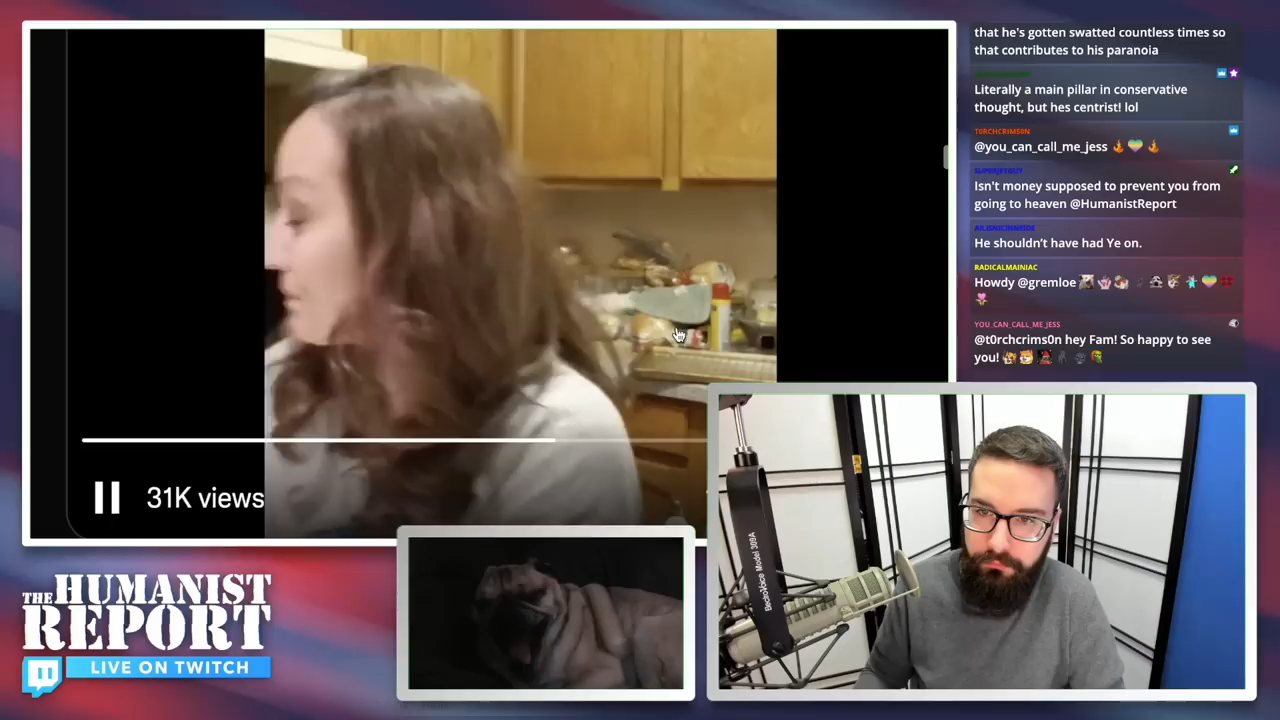 that he's gotten swatted countless times so
that contributes to his paranoia
Literally a main pillar in conservative
thought, but hes centrist! lol
T0RCHCRIMS0N
@you_can_call_me_jess
Isn't money supposed to prevent you from
going to heaven @HumanistReport
He shouldn't have had Ye on.
RADICALMAINIAC
Howdy @gremloe
YOU_CAN_CALL_ME_JESS
@t0rchcrims0n hey Fam! So happy to see
you!
31K views
THE HUMANIST
REPORT
LIVE ON TWITCH